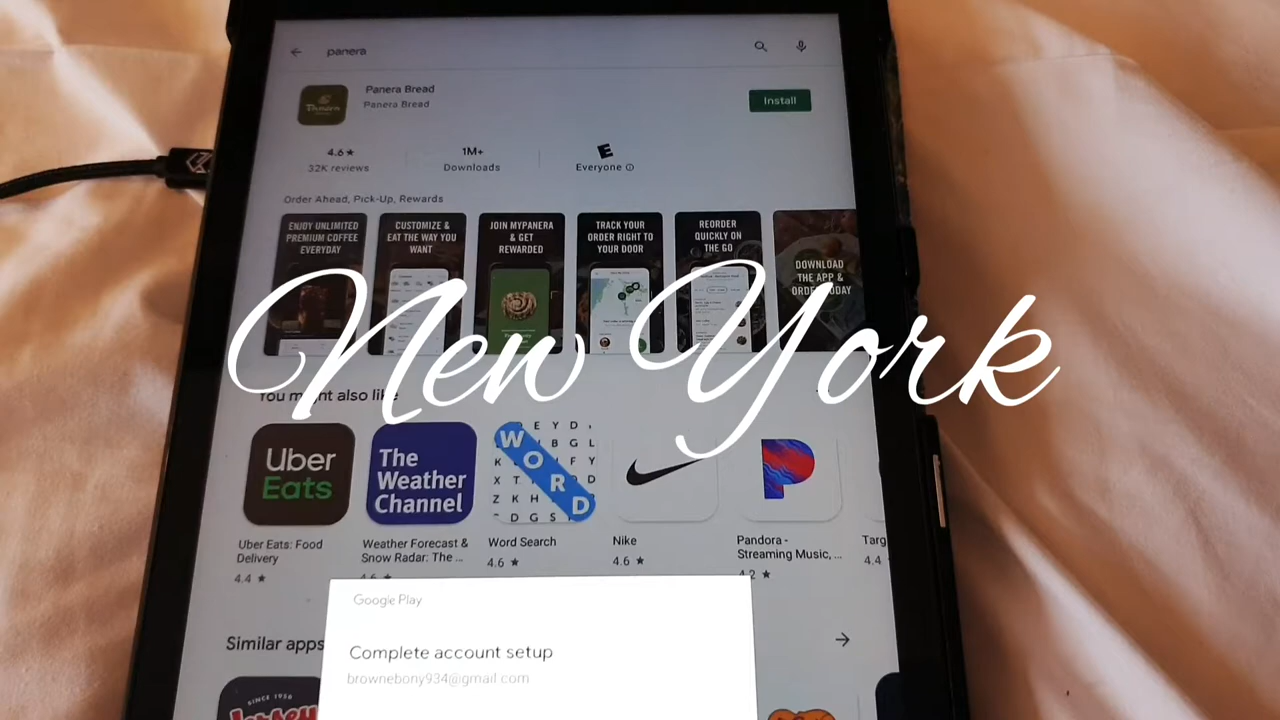 panera
Panera Bread
Panera Bread
Install
4.6★
32K reviews
1M+
Downloads
E
Everyone
Order Ahead, Pick-Up, Rewards
ENJOY UNLIMITED
PREMIUM COFFEE
EVERYDAY
CUSTOMIZE &
EAT THE WAY YOU
WANT
JOIN MYPANERA
& GET
REWARDED
TRACK YOUR
ORDER RIGHT TO
YOUR DOOR
REORDER
QUICKLY ON
THE GO
DOWNLOAD
THE APP &
ORDER TODAY
New York
You might also like
Uber
Eats
The
Weather
Channel
WORD
Uber Eats: Food
Delivery
4.4 ★
Weather Forecast &
Snow Radar: The ...
4.6 ★
Word Search
4.6 ★
Nike
4.6 ★
Pandora -
Streaming Music, ...
4.2 ★
Targ
4.4
Google Play
Similar apps
Complete account setup
brownebony934@gmail.com
SINCE 1956